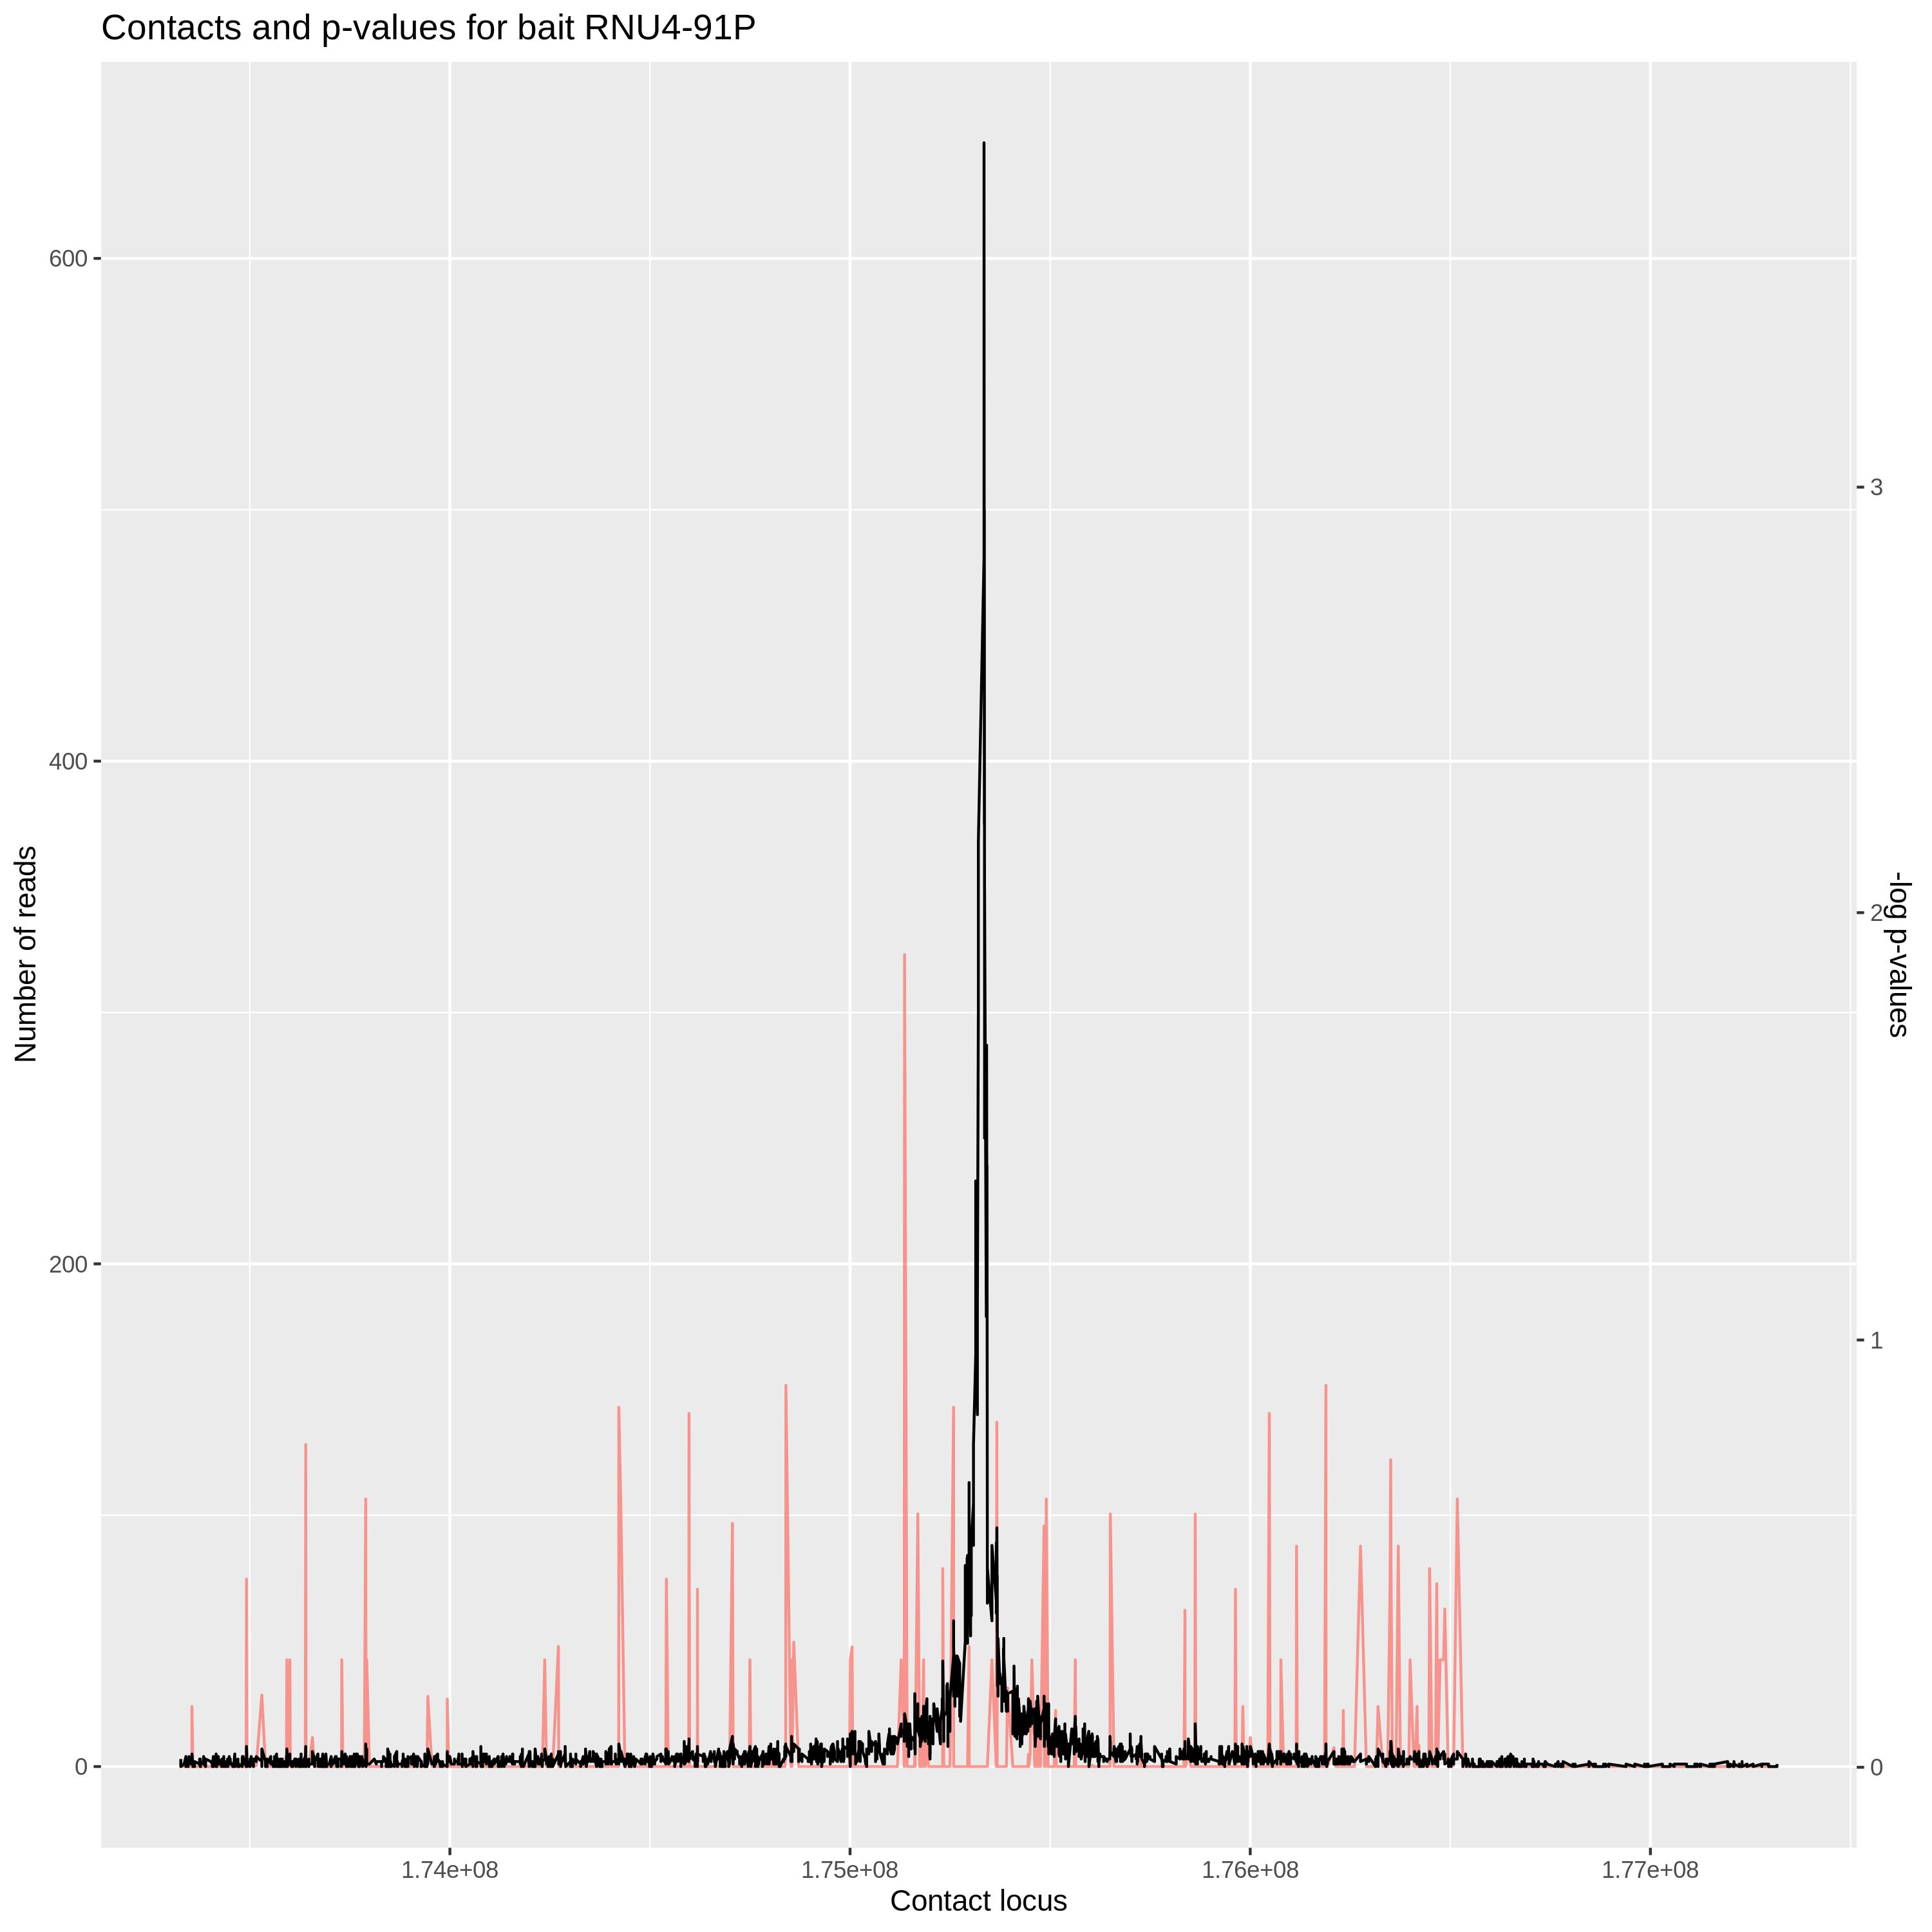 Contacts and p-values for bait RNU4-91P
600
400
200
0
Number of reads
3
2
1
0
-log p-values
1.74e+08
1.75e+08
1.76e+08
1.77e+08
Contact locus